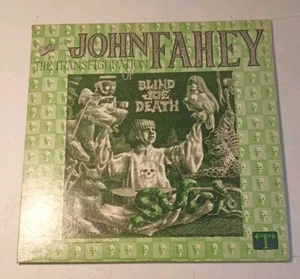 JOHN FAHEY
THE TRANSFIGURATION
OF
BLIND
JOE
DEATH
T